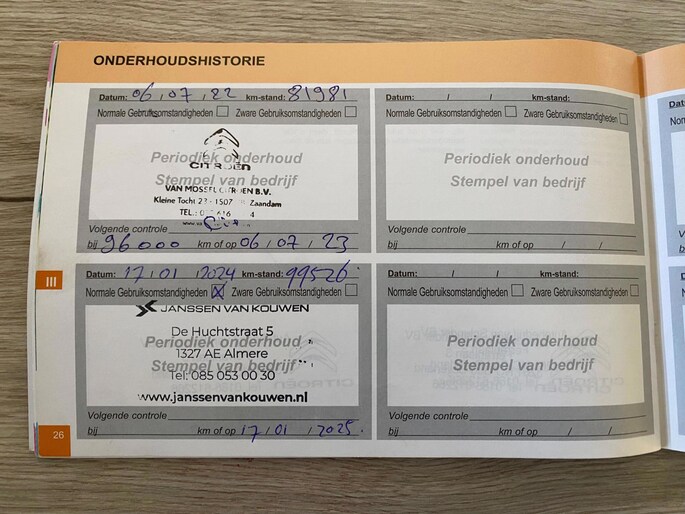 ONDERHOUDSHISTORIE
Datum: 06/07/22 km-stand: 81981
Normale Gebruiksomstandigheden Zware Gebruiksomstandigheden
Periodiek onderhoud
CITROËN
Stempel van bedrijf
VAN MOSSEL CITROËN B.V.
Kleine Tocht 23 - 1507 Zaandam
TEL.:
Volgende controle
bij 96000 km of op 06/07/23
Datum: / / km-stand:
Normale Gebruiksomstandigheden Zware Gebruiksomstandigheden
Periodiek onderhoud
Stempel van bedrijf
Volgende controle
bij km of op / /
III
Datum: 17/01/2024 km-stand: 99526
Normale Gebruiksomstandigheden X Zware Gebruiksomstandigheden
JANSSEN VAN KOUWEN
De Huchtstraat 5
Periodiek onderhoud
1327 AE Almere
Stempel van bedrijf
Tel: 085 053 00 30
www.janssenvankouwen.nl
Volgende controle
bij km of op 17/01/2025
Datum: / / km-stand:
Normale Gebruiksomstandigheden Zware Gebruiksomstandigheden
Periodiek onderhoud
Stempel van bedrijf
Volgende controle
bij km of op / /
26